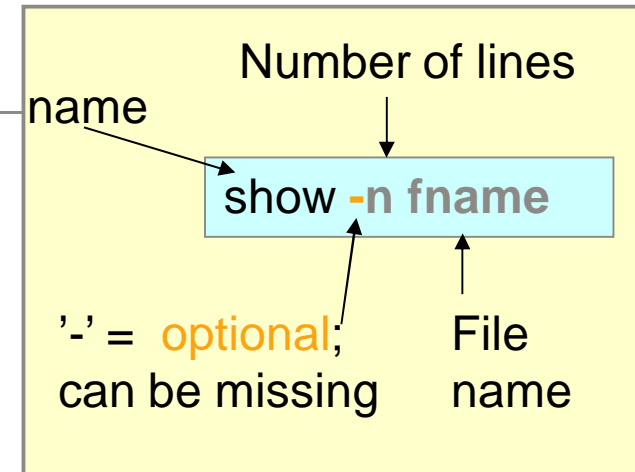 Number of lines
name
show -n fname
’-’ = optional;
can be missing
File
name